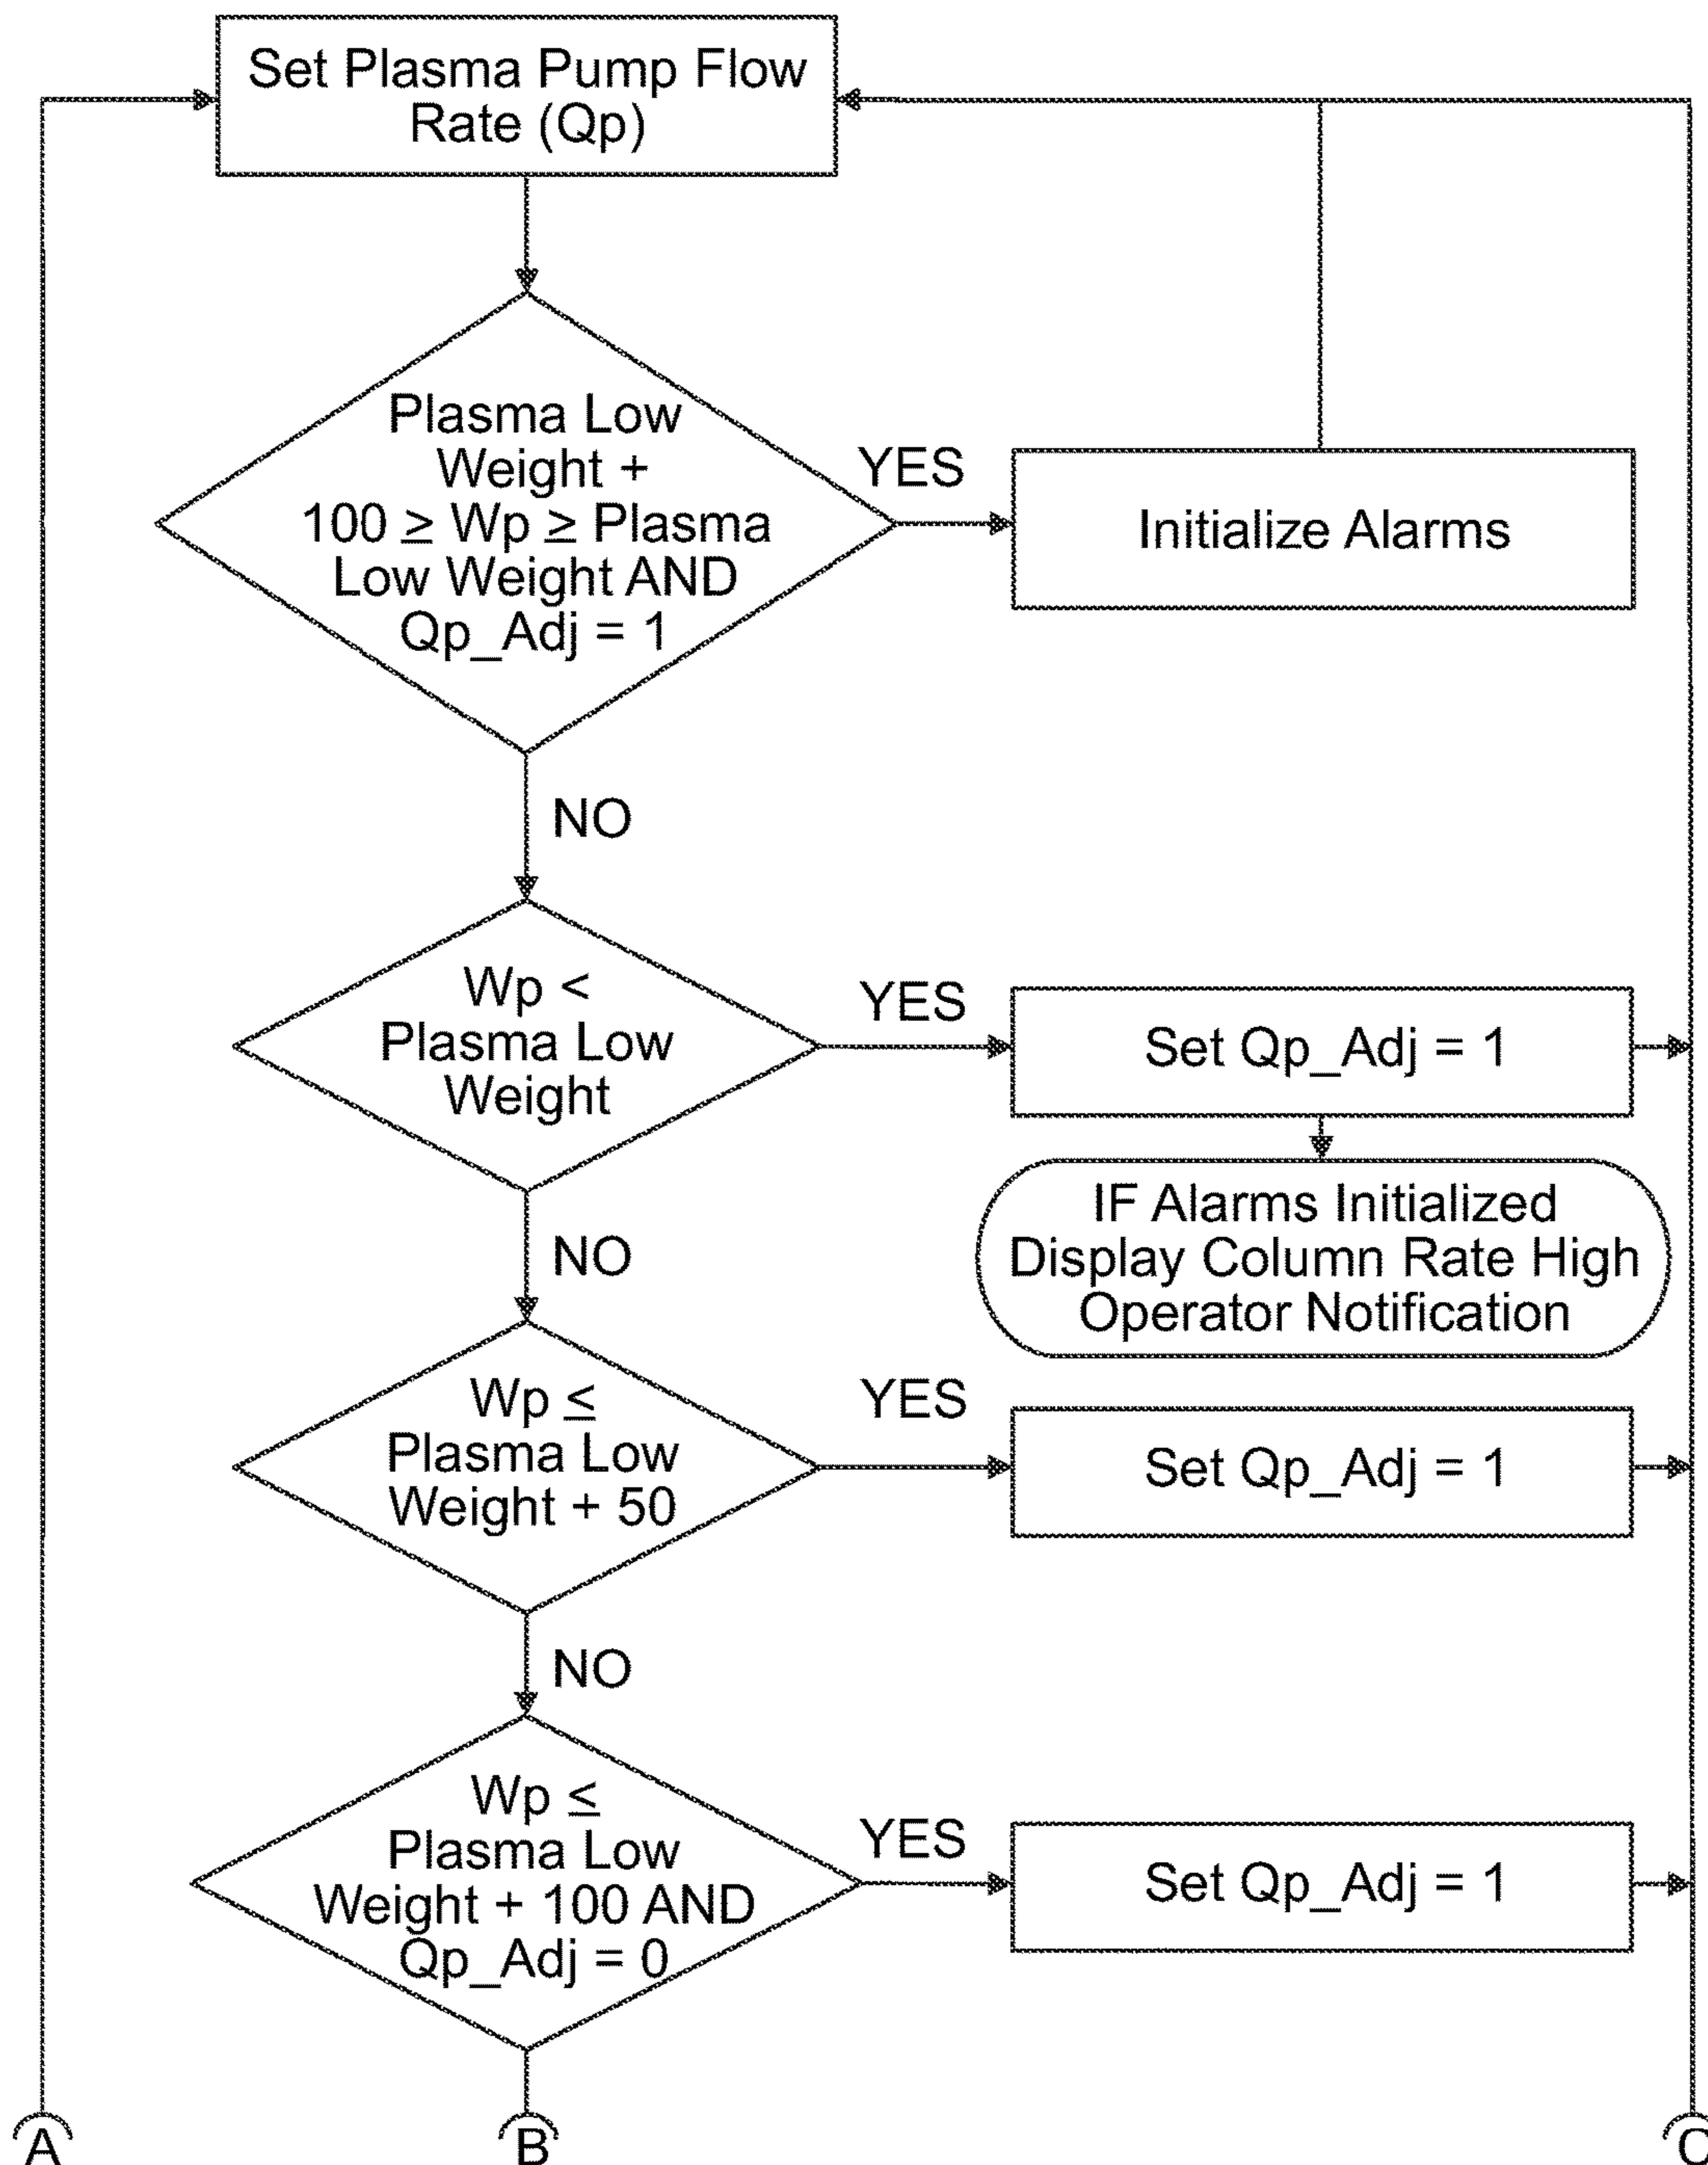 Set Plasma Pump Flow
Rate (Qp)
Plasma Low
Weight +
100 ≥ Wp ≥ Plasma
Low Weight AND
Qp_Adj = 1
YES
Initialize Alarms
NO
Wp <
Plasma Low
Weight
YES
Set Qp_Adj = 1
IF Alarms Initialized
Display Column Rate High
Operator Notification
NO
Wp ≤
Plasma Low
Weight + 50
YES
Set Qp_Adj = 1
NO
Wp ≤
Plasma Low
Weight + 100 AND
Qp_Adj = 0
YES
Set Qp_Adj = 1
A
B
C